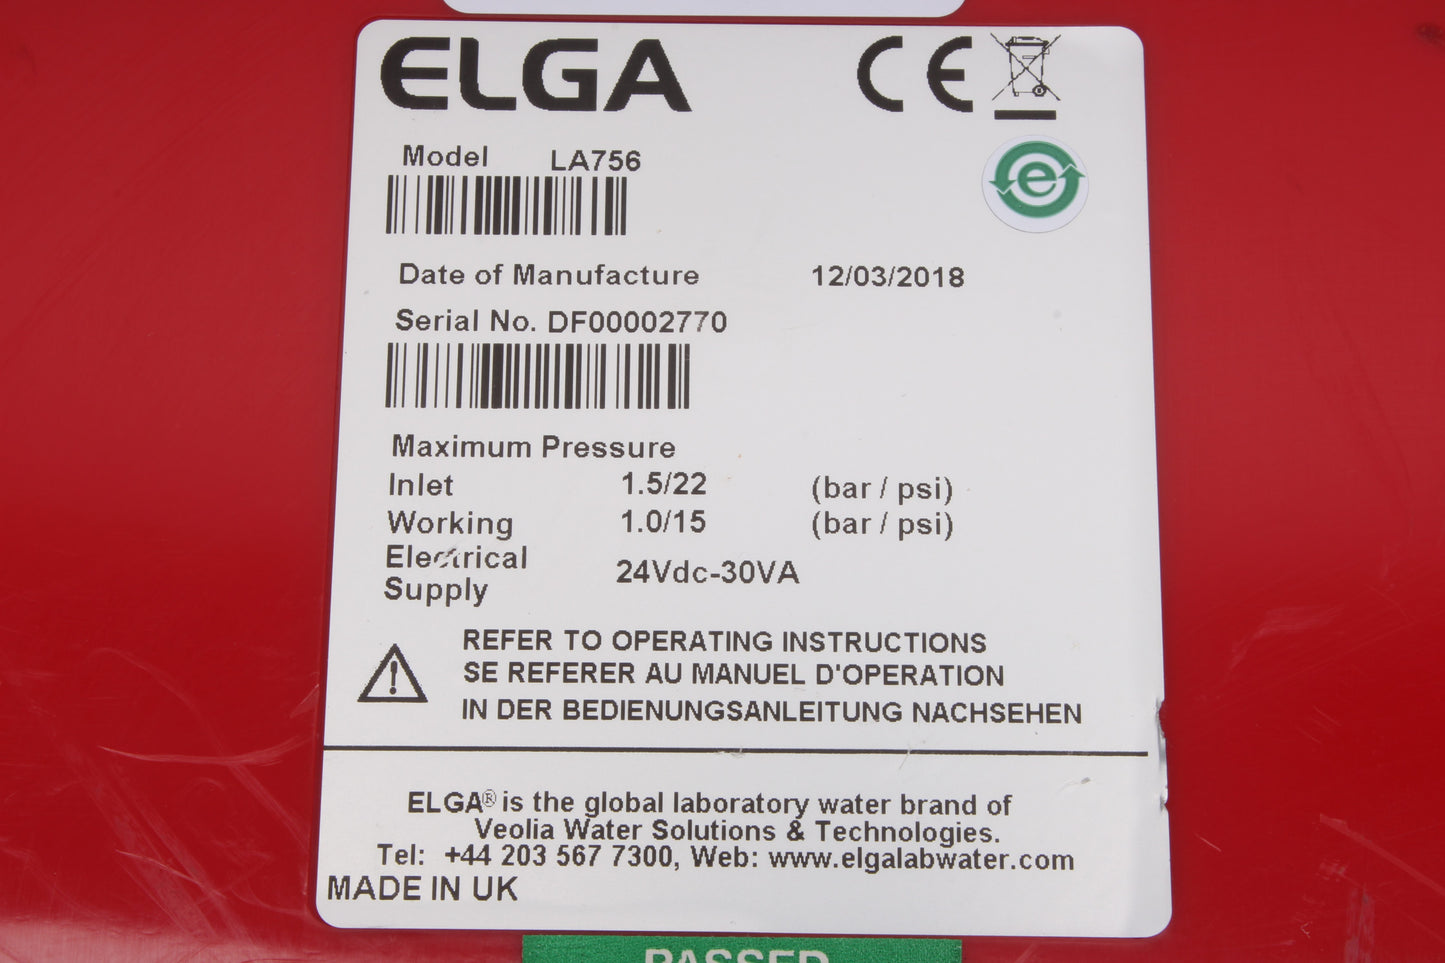 ELGA CE
Model LA756
e
Date of Manufacture 12/03/2018
Serial No. DF00002770
Maximum Pressure
Inlet 1.5/22 (bar / psi)
Working 1.0/15 (bar / psi)
Electrical
Supply 24Vdc-30VA
REFER TO OPERATING INSTRUCTIONS
SE REFERER AU MANUEL D'OPERATION
IN DER BEDIENUNGSANLEITUNG NACHSEHEN
ELGA® is the global laboratory water brand of
Veolia Water Solutions & Technologies.
Tel: +44 203 567 7300, Web: www.elgalabwater.com
MADE IN UK
PASSED